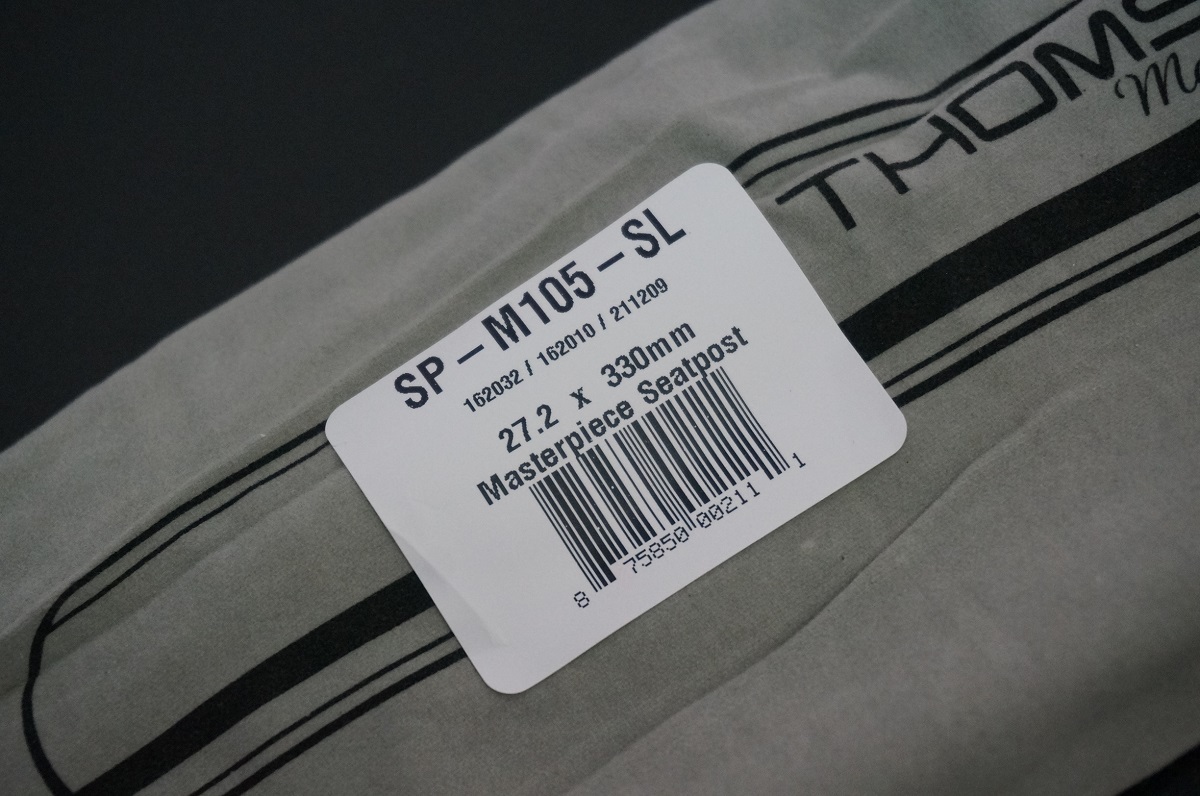 THOMS
SP – M105 – SL
162032 / 162010 / 211209
27.2 x 330mm
Masterpiece Seatpost
8 75850 00211 1